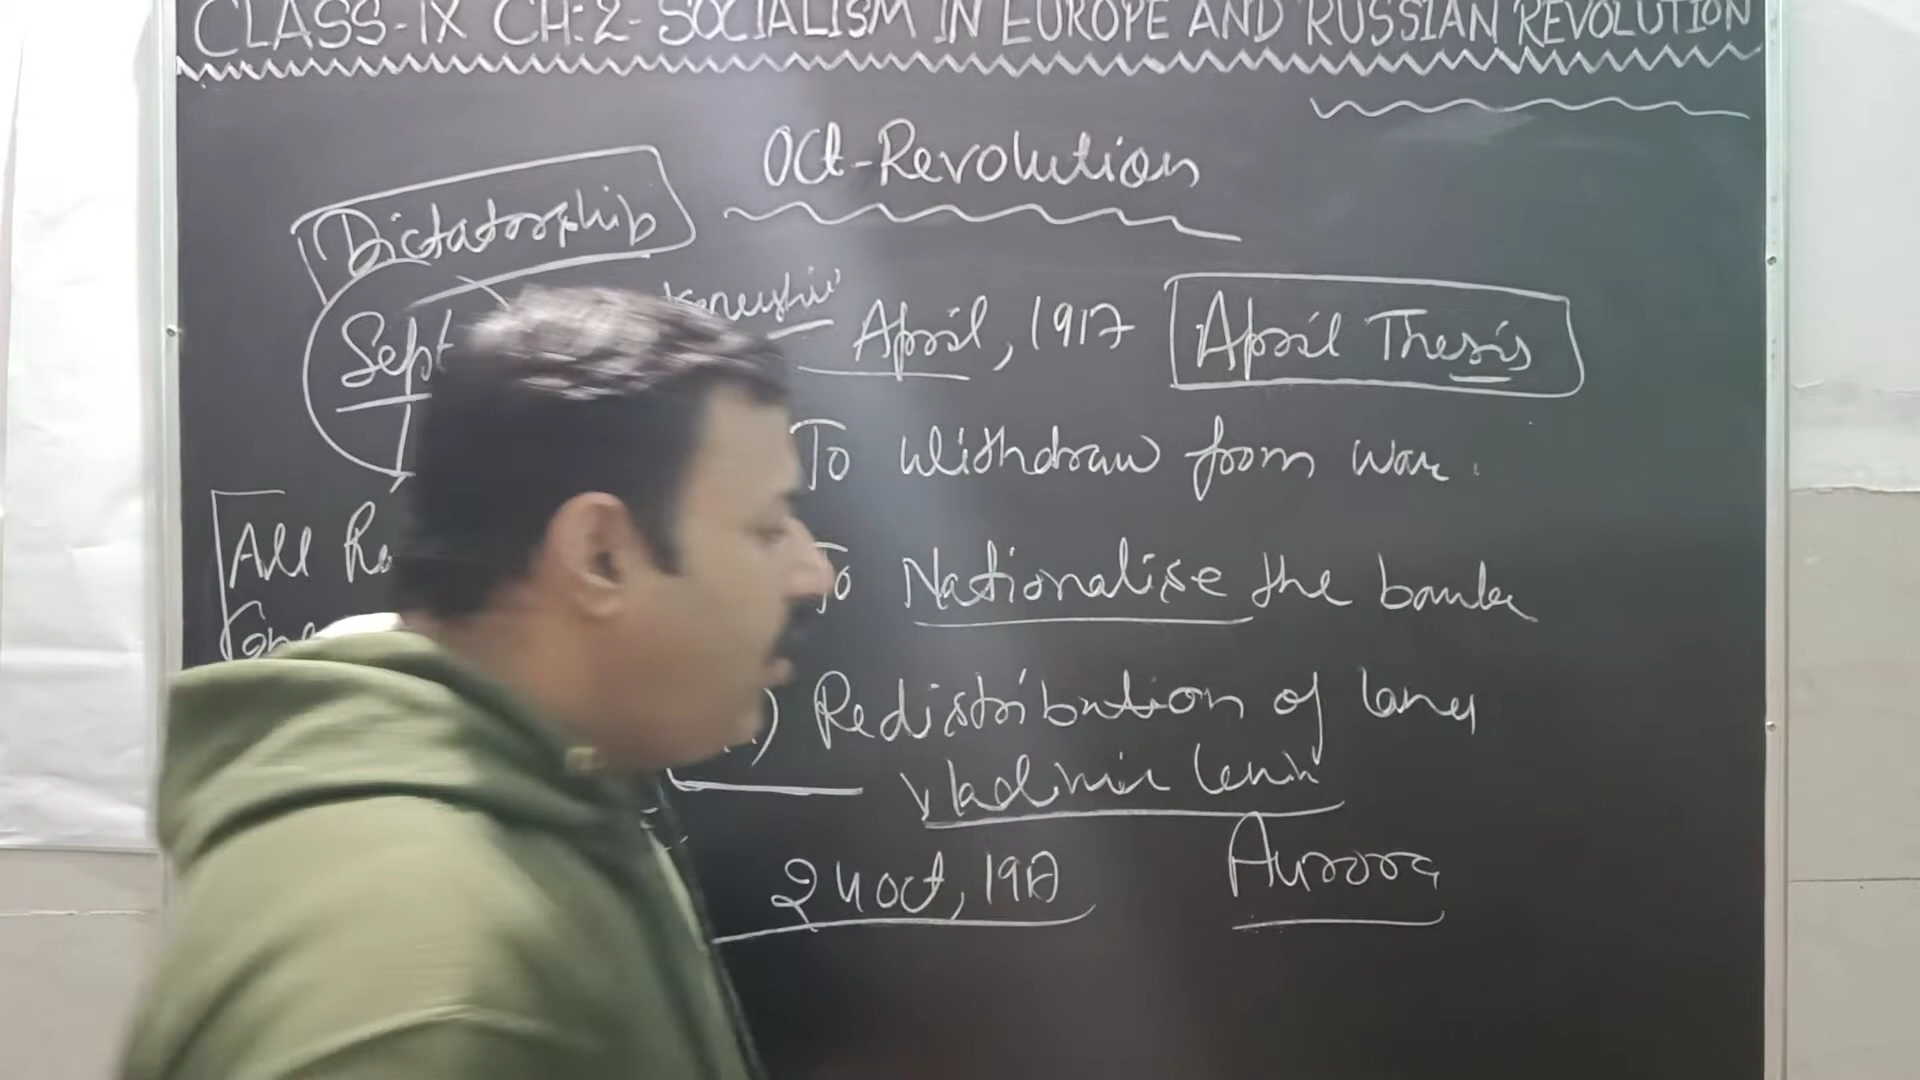 CLASS-IX CH:2- SOCIALISM IN EUROPE AND RUSSIAN REVOLUTION
Oct-Revolution
Dictatorship
Sept
April, 1917
April Thesis
To withdraw from war.
To Nationalise the banks
Redistribution of land
Vladimir Lenin
24 Oct, 1917
Aurora
All